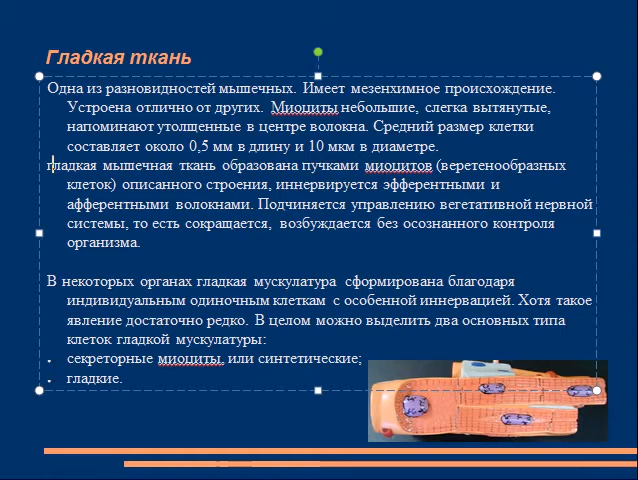 Гладкая ткань
Одна из разновидностей мышечных. Имеет мезенхимное происхождение.
Устроена отлично от других. Миоциты небольшие, слегка вытянутые,
напоминают утолщенные в центре волокна. Средний размер клетки
составляет около 0,5 мм в длину и 10 мкм в диаметре.
гладкая мышечная ткань образована пучками миоцитов (веретенообразных
клеток) описанного строения, иннервируется эфферентными и
афферентными волокнами. Подчиняется управлению вегетативной нервной
системы, то есть сокращается, возбуждается без осознанного контроля
организма.
В некоторых органах гладкая мускулатура сформирована благодаря
индивидуальным одиночным клеткам с особенной иннервацией. Хотя такое
явление достаточно редко. В целом можно выделить два основных типа
клеток гладкой мускулатуры:
• секреторные миоциты, или синтетические;
• гладкие.